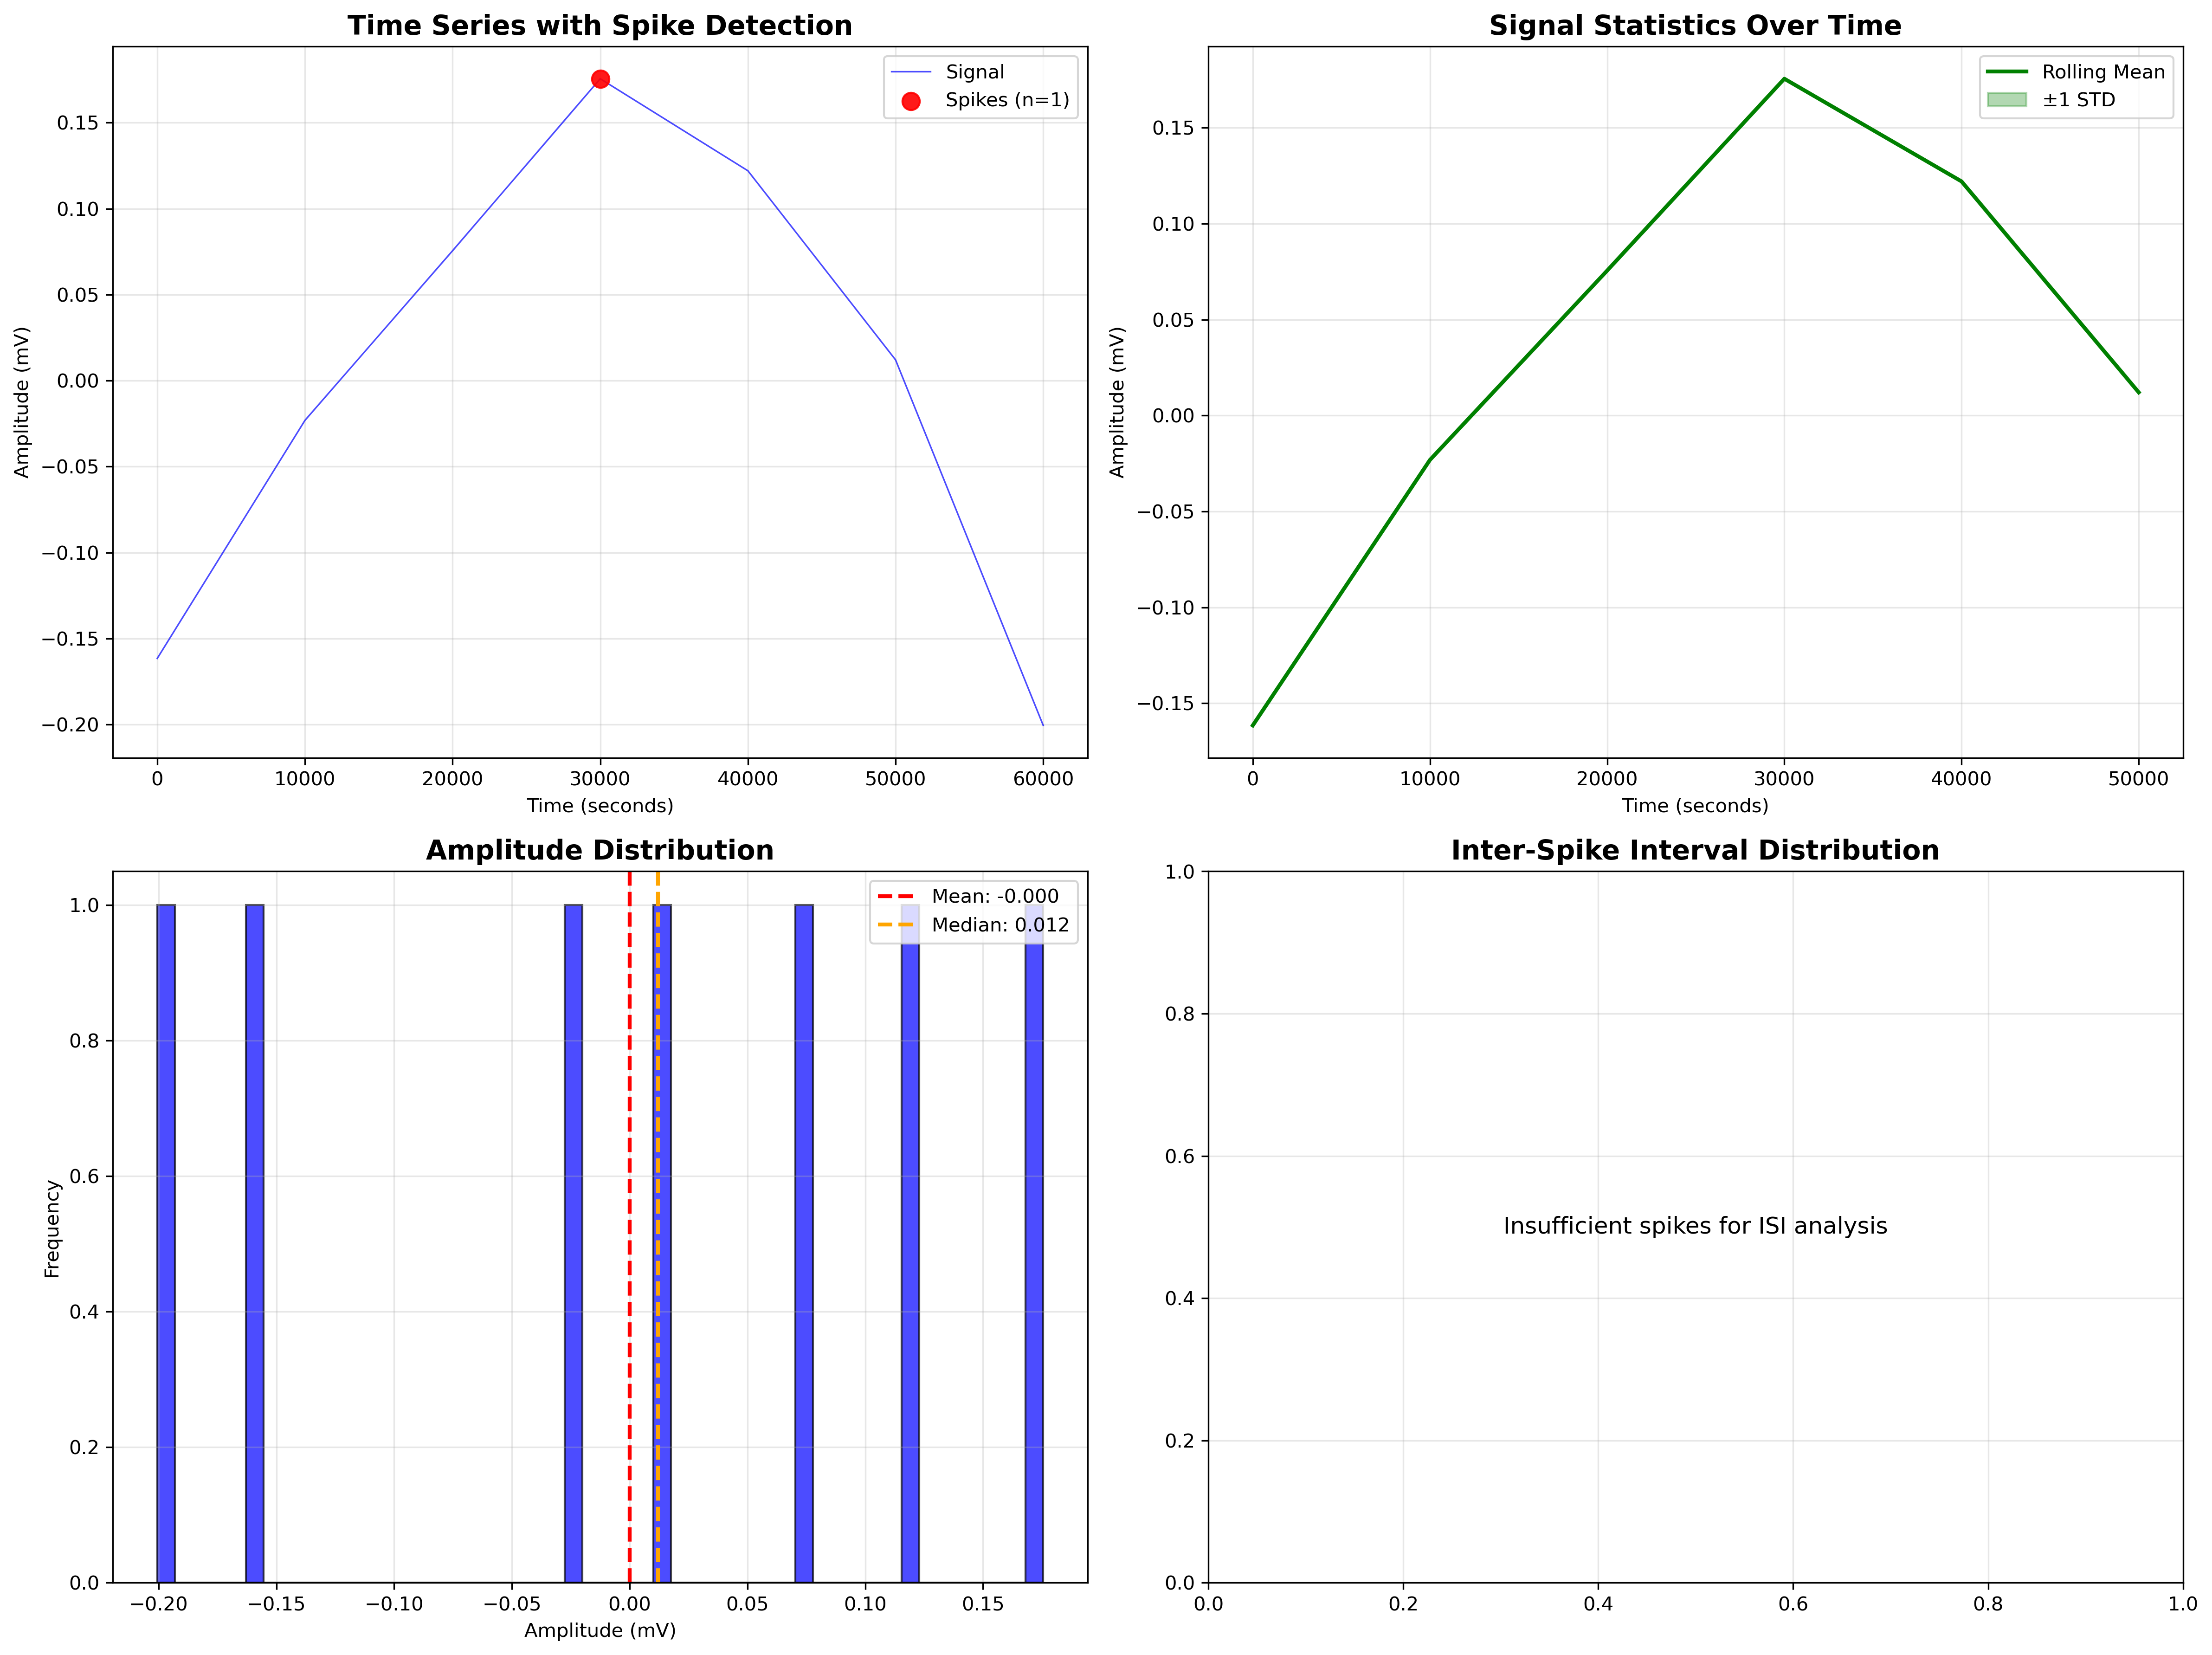 Time Series with Spike Detection
Signal
Spikes (n=1)
0.15
0.10
0.05
0.00
−0.05
−0.10
−0.15
−0.20
Amplitude (mV)
0 10000 20000 30000 40000 50000 60000
Time (seconds)
Signal Statistics Over Time
Rolling Mean
±1 STD
0.15
0.10
0.05
0.00
−0.05
−0.10
−0.15
Amplitude (mV)
0 10000 20000 30000 40000 50000
Time (seconds)
Amplitude Distribution
Mean: -0.000
Median: 0.012
1.0
0.8
0.6
0.4
0.2
0.0
Frequency
−0.20 −0.15 −0.10 −0.05 0.00 0.05 0.10 0.15
Amplitude (mV)
Inter-Spike Interval Distribution
1.0
0.8
0.6
0.4
0.2
0.0
Insufficient spikes for ISI analysis
0.0 0.2 0.4 0.6 0.8 1.0